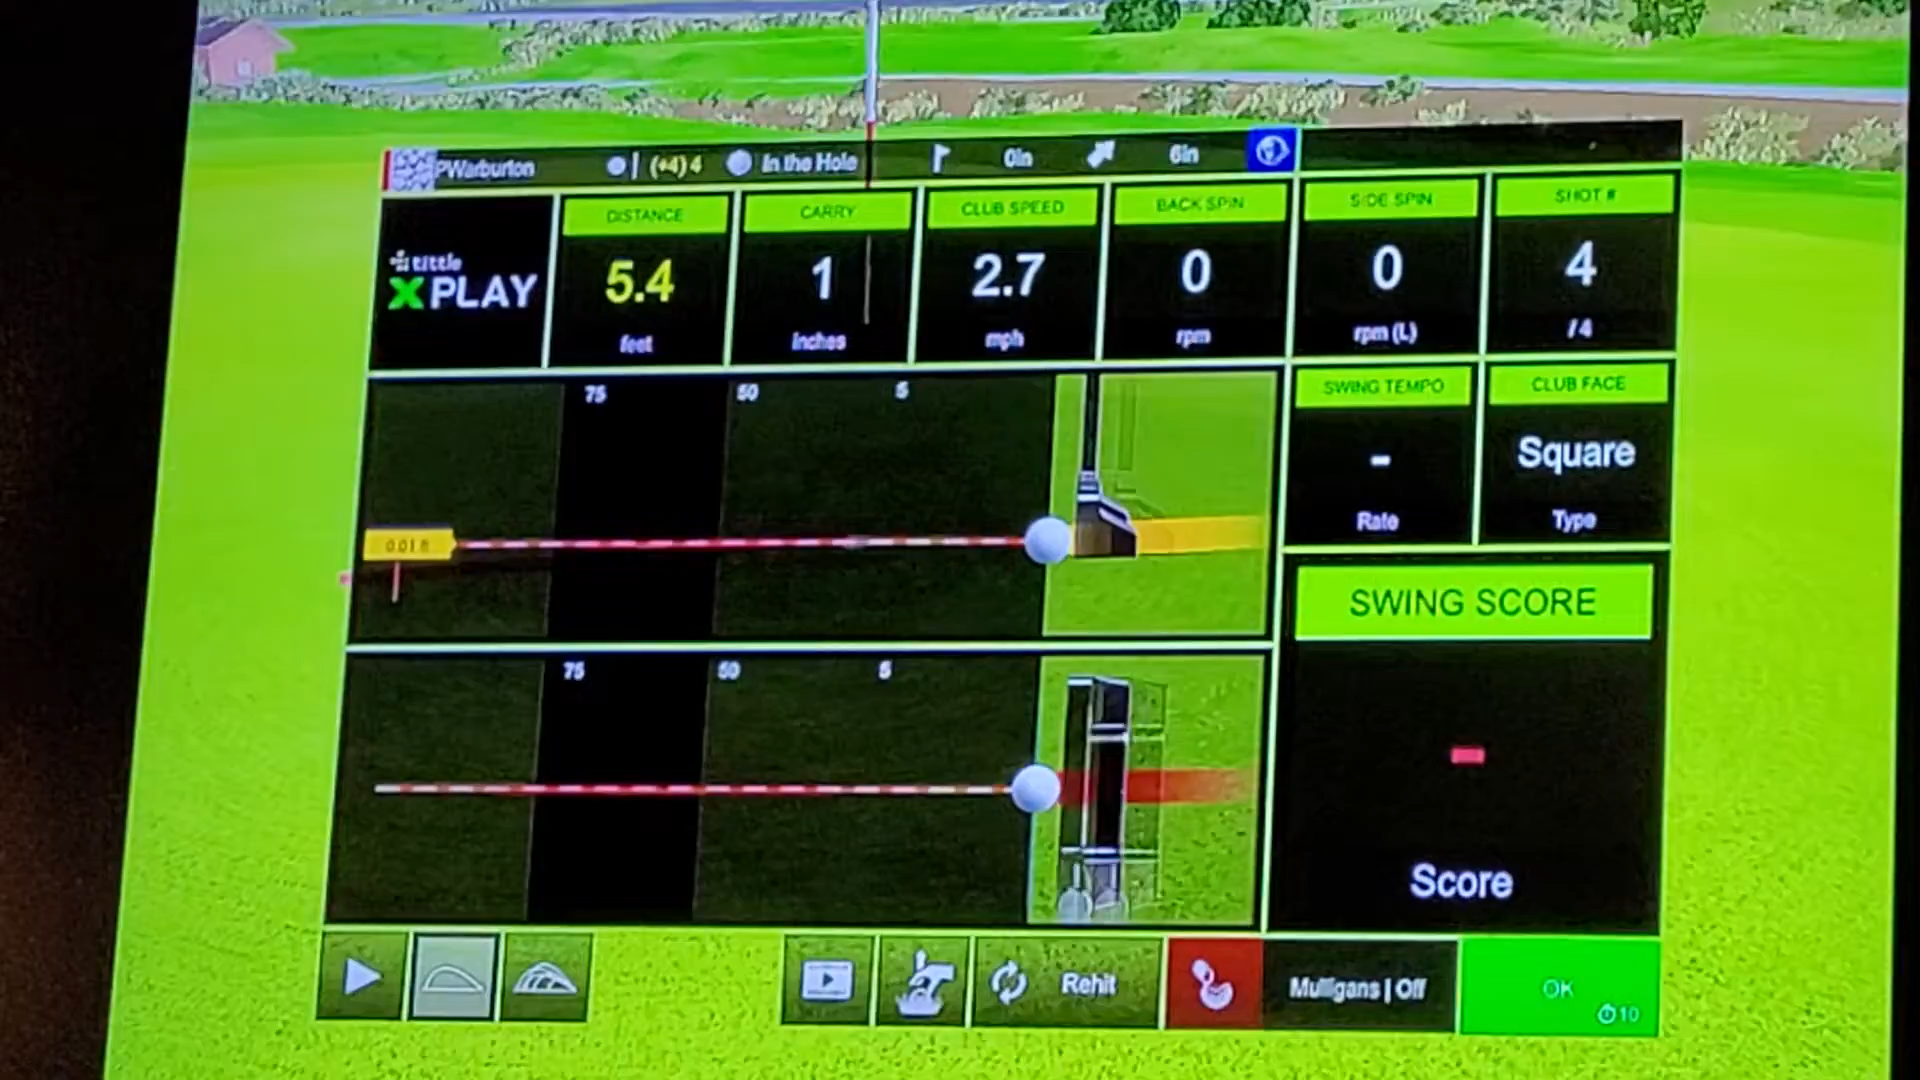 PWarburton (+4) 4 In the Hole 0in 6in
DISTANCE CARRY CLUB SPEED BACK SPIN SIDE SPIN SHOT #
tittle
X PLAY
5.4 1 2.7 0 0 4
feet inches mph rpm rpm (L) / 4
75 50 5
SWING TEMPO CLUB FACE
- Square
Rate Type
SWING SCORE
75 50 5
-
Score
Rehit Mulligans | Off OK
10